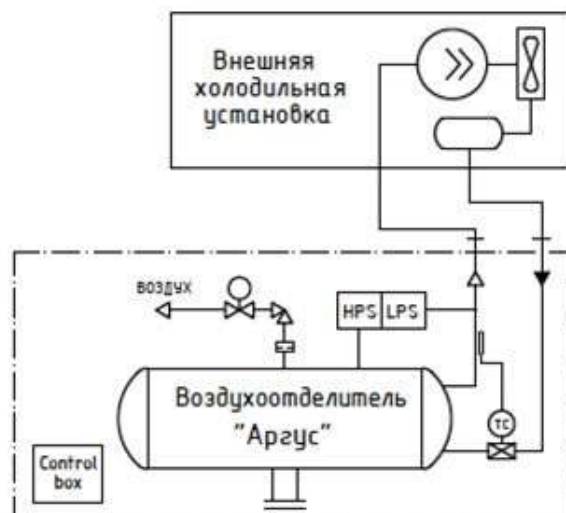 Внешняя
холодильная
установка
ВОЗДУХ
HPS LPS
Воздухоотделитель
"Аргус"
TC
Control
box